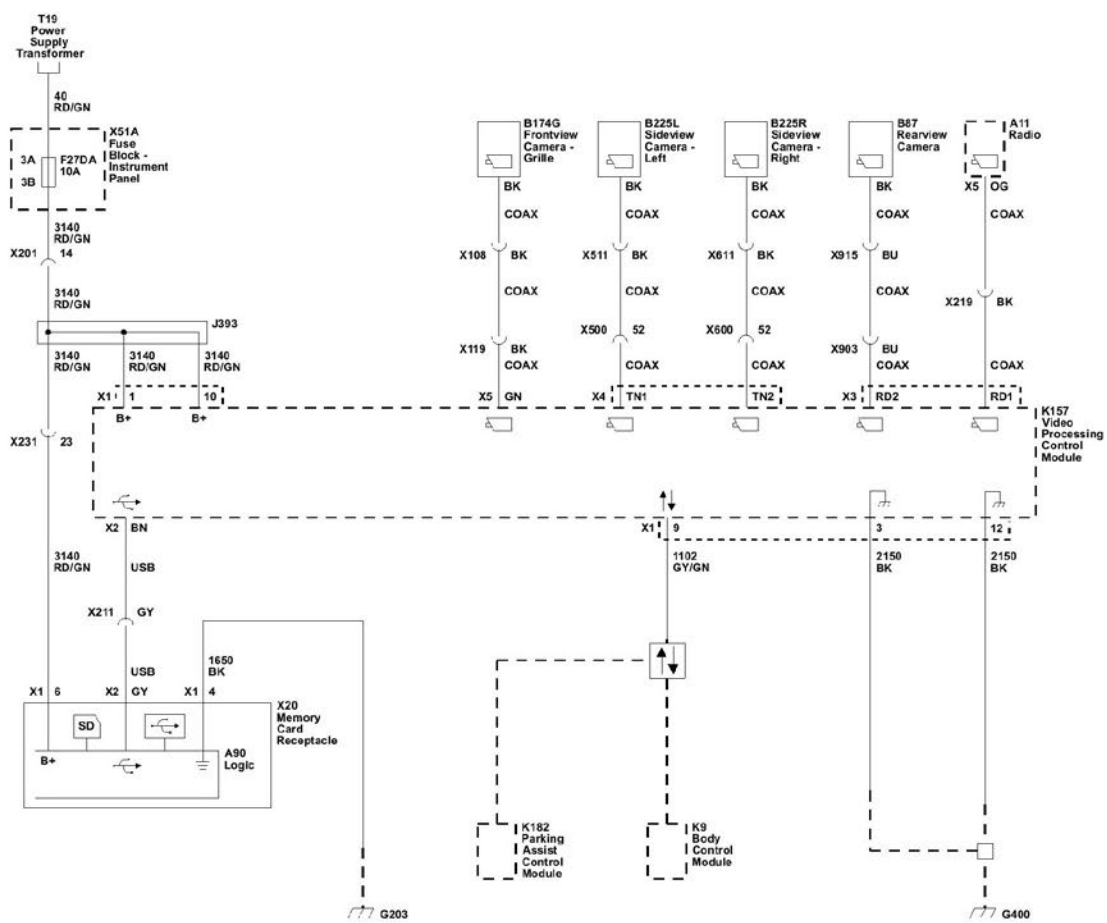 T19
Power
Supply
Transformer
40
RD/GN
X51A
Fuse
Block -
Instrument
Panel
3A
F27DA
10A
3B
3140
RD/GN
X201
14
3140
RD/GN
J393
3140
RD/GN
3140
RD/GN
3140
RD/GN
X1
1
10
B+
B+
B174G
Frontview
Camera -
Grille
BK
COAX
X108
BK
COAX
X119
BK
COAX
X5
GN
B225L
Sideview
Camera -
Left
BK
COAX
X511
BK
COAX
X500
52
COAX
X4
TN1
B225R
Sideview
Camera -
Right
BK
COAX
X611
BK
COAX
X600
52
COAX
TN2
B87
Rearview
Camera
BK
COAX
X915
BU
COAX
X903
BU
COAX
X3
RD2
A11
Radio
X5
OG
COAX
X219
BK
COAX
RD1
K157
Video
Processing
Control
Module
X231
23
3140
RD/GN
X2
BN
USB
X211
GY
USB
X1
9
3
12
1102
GY/GN
2150
BK
2150
BK
1650
BK
X1
6
X2
GY
X1
4
X20
Memory
Card
Receptacle
SD
B+
A90
Logic
K182
Parking
Assist
Control
Module
K9
Body
Control
Module
G203
G400